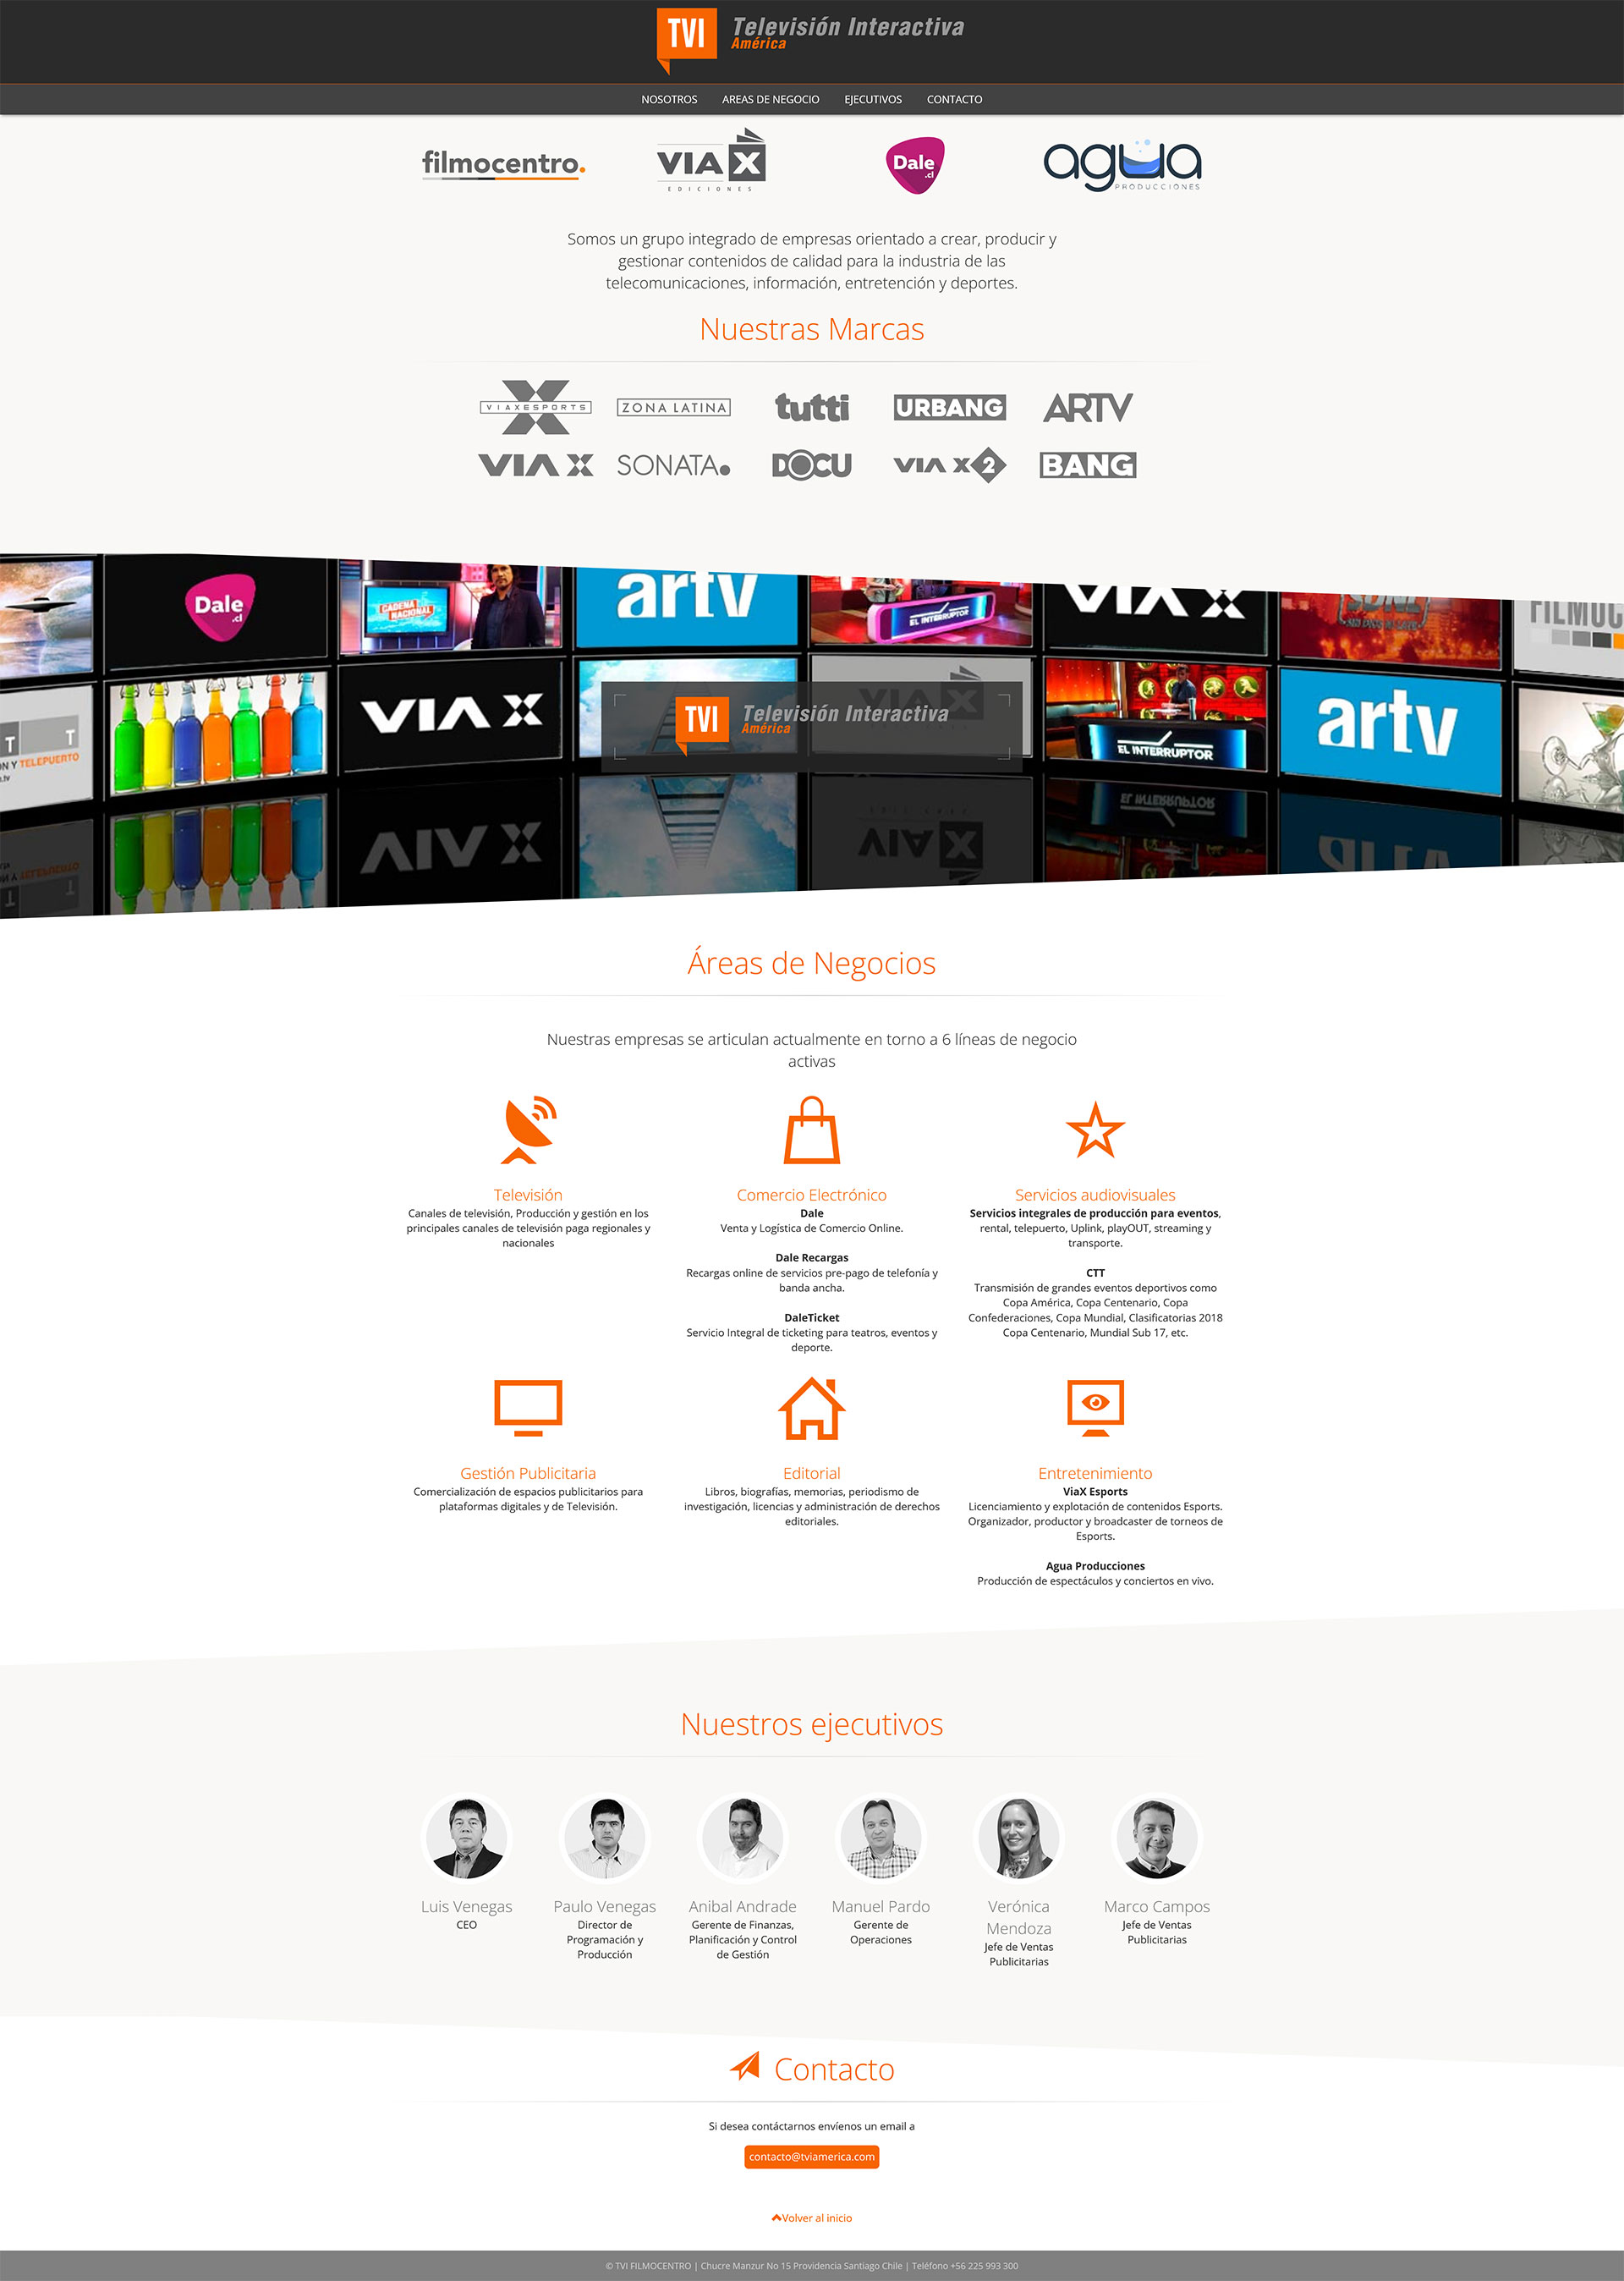 TVI Televisión Interactiva
América
NOSOTROS AREAS DE NEGOCIO EJECUTIVOS CONTACTO
filmocentro.
VIA X
EDICIONES
Dale
.cl
agua
PRODUCCIONES
Somos un grupo integrado de empresas orientado a crear, producir y
gestionar contenidos de calidad para la industria de las
telecomunicaciones, información, entretención y deportes.
Nuestras Marcas
VIAXESPORTS ZONA LATINA tutti URBANG ARTV
VIA X SONATA. DOCU VIA X2 BANG
Dale
.cl
CADENA
NACIONAL
artv
EL INTERRUPTOR
VIA X
FILMOC
T T
ÓN Y TELEPUERTO
VIA X
VIA X
TVI Televisión Interactiva
América
EL INTERRUPTOR
artv
Áreas de Negocios
Nuestras empresas se articulan actualmente en torno a 6 líneas de negocio
activas
Televisión
Canales de televisión, Producción y gestión en los
principales canales de televisión paga regionales y
nacionales
Comercio Electrónico
Dale
Venta y Logística de Comercio Online.
Dale Recargas
Recargas online de servicios pre-pago de telefonía y
banda ancha.
DaleTicket
Servicio Integral de ticketing para teatros, eventos y
deporte.
Servicios audiovisuales
Servicios integrales de producción para eventos,
rental, telepuerto, Uplink, playOUT, streaming y
transporte.
CTT
Transmisión de grandes eventos deportivos como
Copa América, Copa Centenario, Copa
Confederaciones, Copa Mundial, Clasificatorias 2018
Copa Centenario, Mundial Sub 17, etc.
Gestión Publicitaria
Comercialización de espacios publicitarios para
plataformas digitales y de Televisión.
Editorial
Libros, biografías, memorias, periodismo de
investigación, licencias y administración de derechos
editoriales.
Entretenimiento
ViaX Esports
Licenciamiento y explotación de contenidos Esports.
Organizador, productor y broadcaster de torneos de
Esports.
Agua Producciones
Producción de espectáculos y conciertos en vivo.
Nuestros ejecutivos
Luis Venegas
CEO
Paulo Venegas
Director de
Programación y
Producción
Anibal Andrade
Gerente de Finanzas,
Planificación y Control
de Gestión
Manuel Pardo
Gerente de
Operaciones
Verónica
Mendoza
Jefe de Ventas
Publicitarias
Marco Campos
Jefe de Ventas
Publicitarias
Contacto
Si desea contáctarnos envíenos un email a
contacto@tviamerica.com
Volver al inicio
© TVI FILMOCENTRO | Chucre Manzur No 15 Providencia Santiago Chile | Teléfono +56 225 993 300